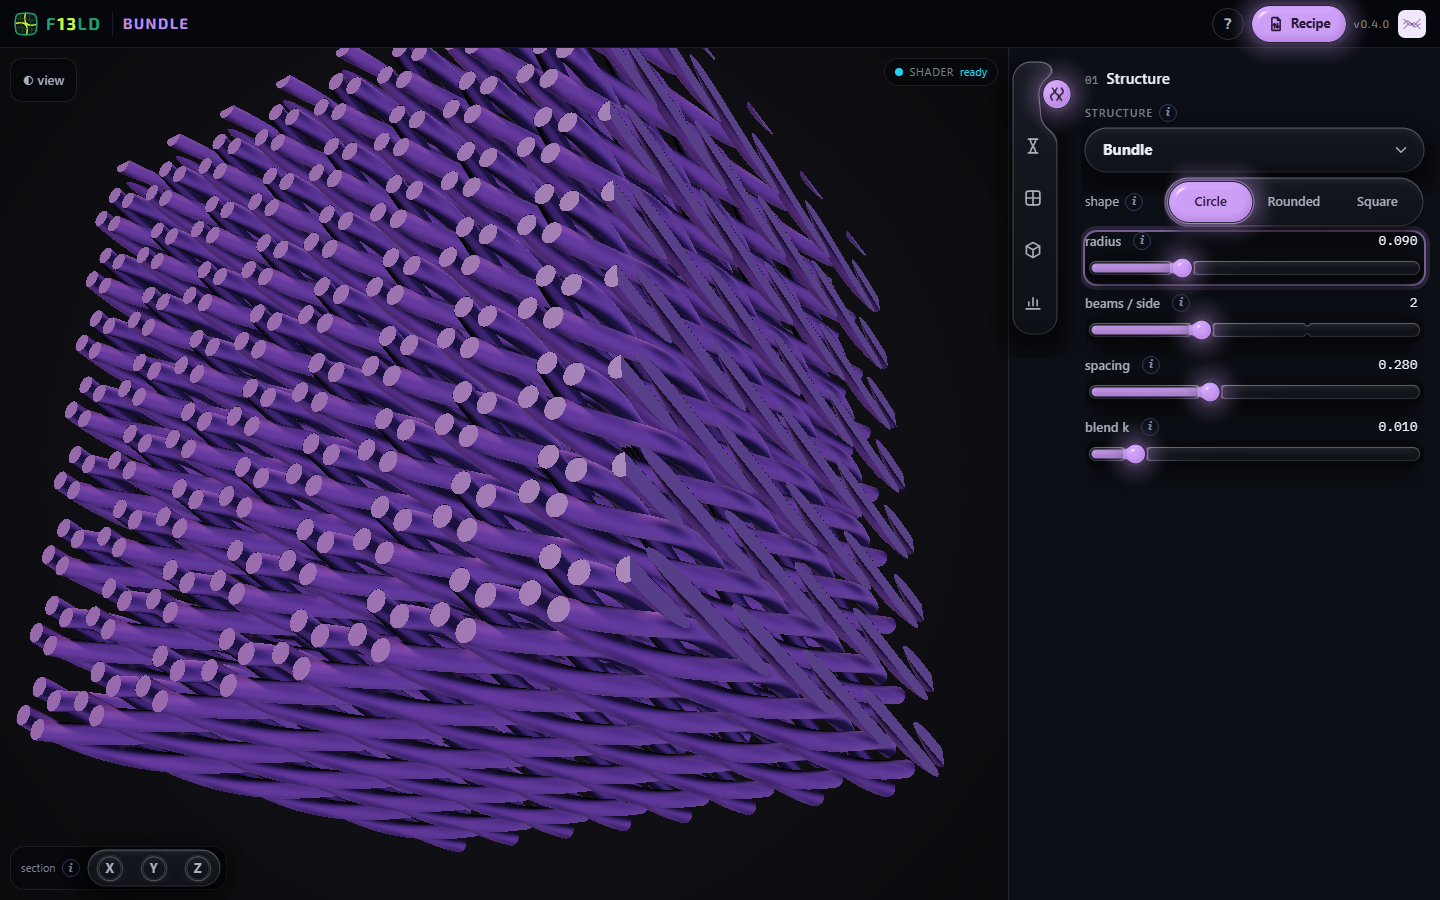 F13LD BUNDLE
? Recipe v0.4.0
view
SHADER ready
01 Structure
STRUCTURE i
Bundle
shape i Circle Rounded Square
radius i 0.090
beams / side i 2
spacing i 0.280
blend k i 0.010
section i X Y Z